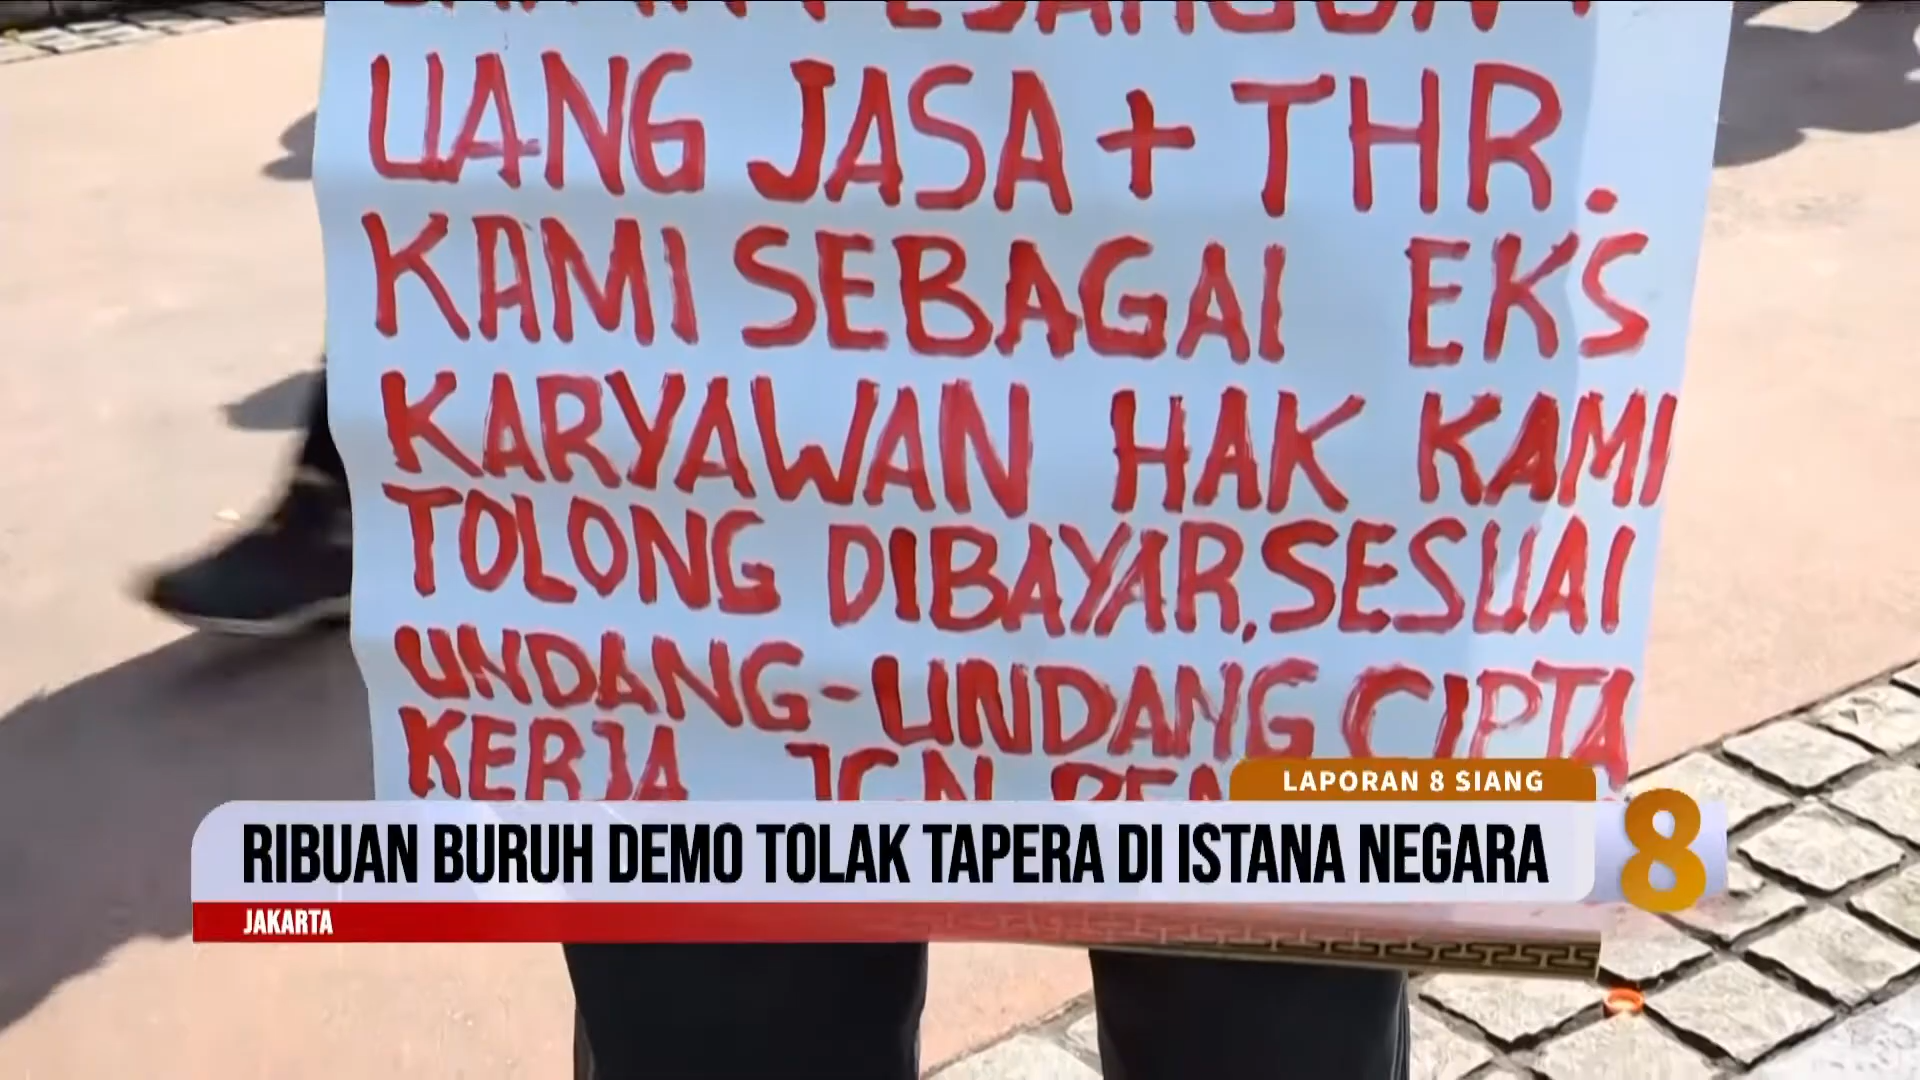 UANG JASA + THR.
KAMI SEBAGAI EKS
KARYAWAN HAK KAMI
TOLONG DIBAYAR, SESUAI
UNDANG-UNDANG CIPTA
KERJA JGN
LAPORAN 8 SIANG
RIBUAN BURUH DEMO TOLAK TAPERA DI ISTANA NEGARA
8
JAKARTA